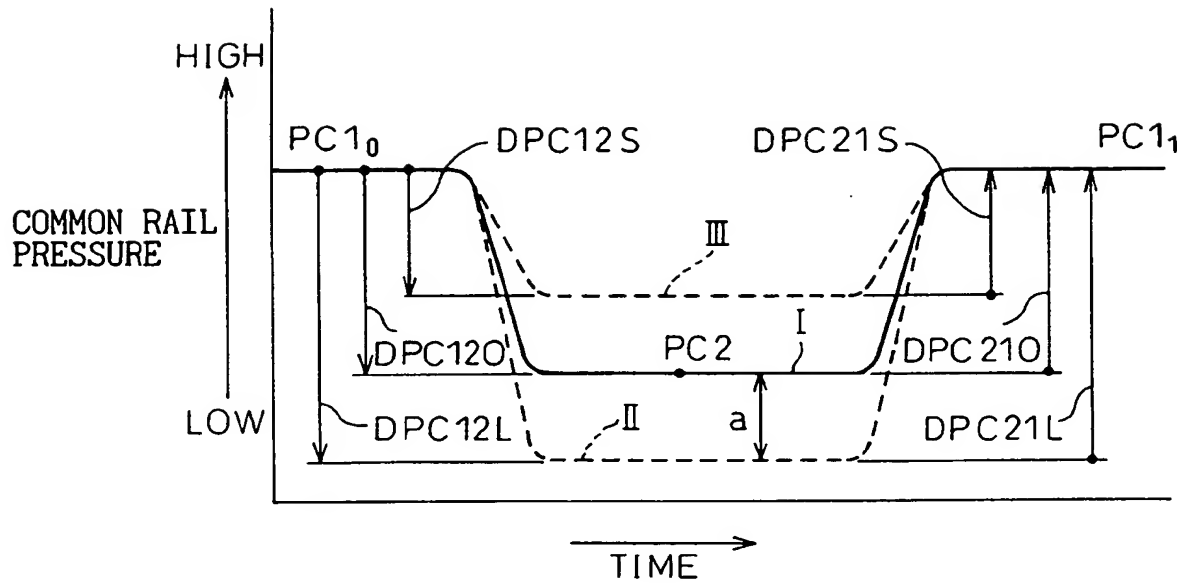 HIGH
PC1₀
DPC12S
DPC21S
PC1₁
COMMON RAIL
PRESSURE
III
I
DPC12O
PC2
DPC21O
LOW
DPC12L
II
a
DPC21L
TIME